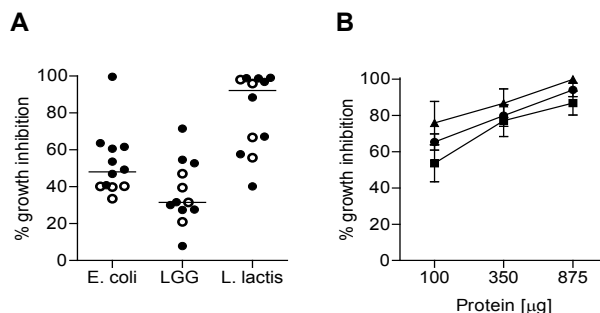 A
B
% growth inhibition
100
80
60
40
20
0
E. coli
LGG
L. lactis
% growth inhibition
100
80
60
40
20
0
100
350
875
Protein [µg]